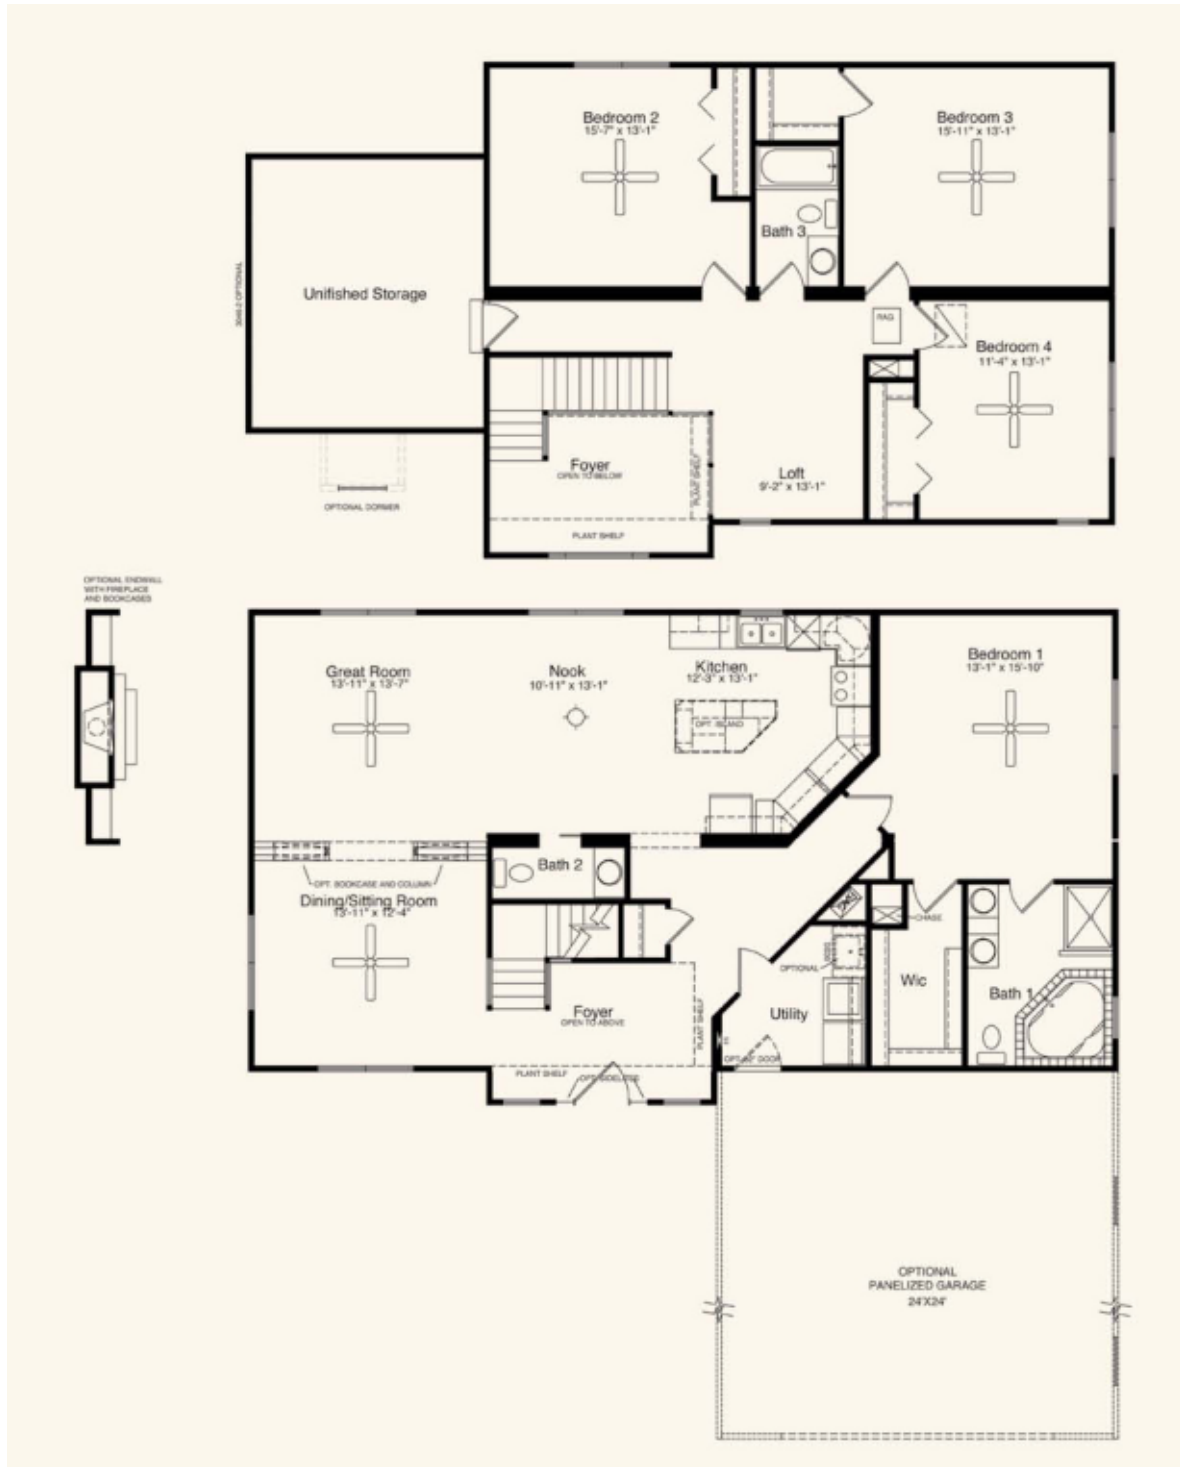 Bedroom 2
15'-7" x 13'-1"
Bedroom 3
15'-11" x 13'-1"
Bath 3
Unfished Storage
OPTIONAL
RAG
Bedroom 4
11'-4" x 13'-1"
Foyer
OPEN TO BELOW
PLANT SHELF
Loft
9'-2" x 13'-1"
OPTIONAL DORMER
PLANT SHELF
OPTIONAL ENDWALL
WITH FIREPLACE
AND BOOKCASES
Great Room
13'-11" x 13'-7"
Nook
10'-11" x 13'-1"
Kitchen
12'-3" x 13'-1"
OPT. ISLAND
Bedroom 1
13'-1" x 15'-10"
Bath 2
OPT. BOOKCASE AND COLUMN
Dining/Sitting Room
13'-11" x 12'-4"
CHASE
OPTIONAL
Wic
Bath 1
Foyer
OPEN TO ABOVE
PLANT SHELF
Utility
PLANT SHELF
OPT. SIDELITES
OPTIONAL
PANELIZED GARAGE
24'X24'